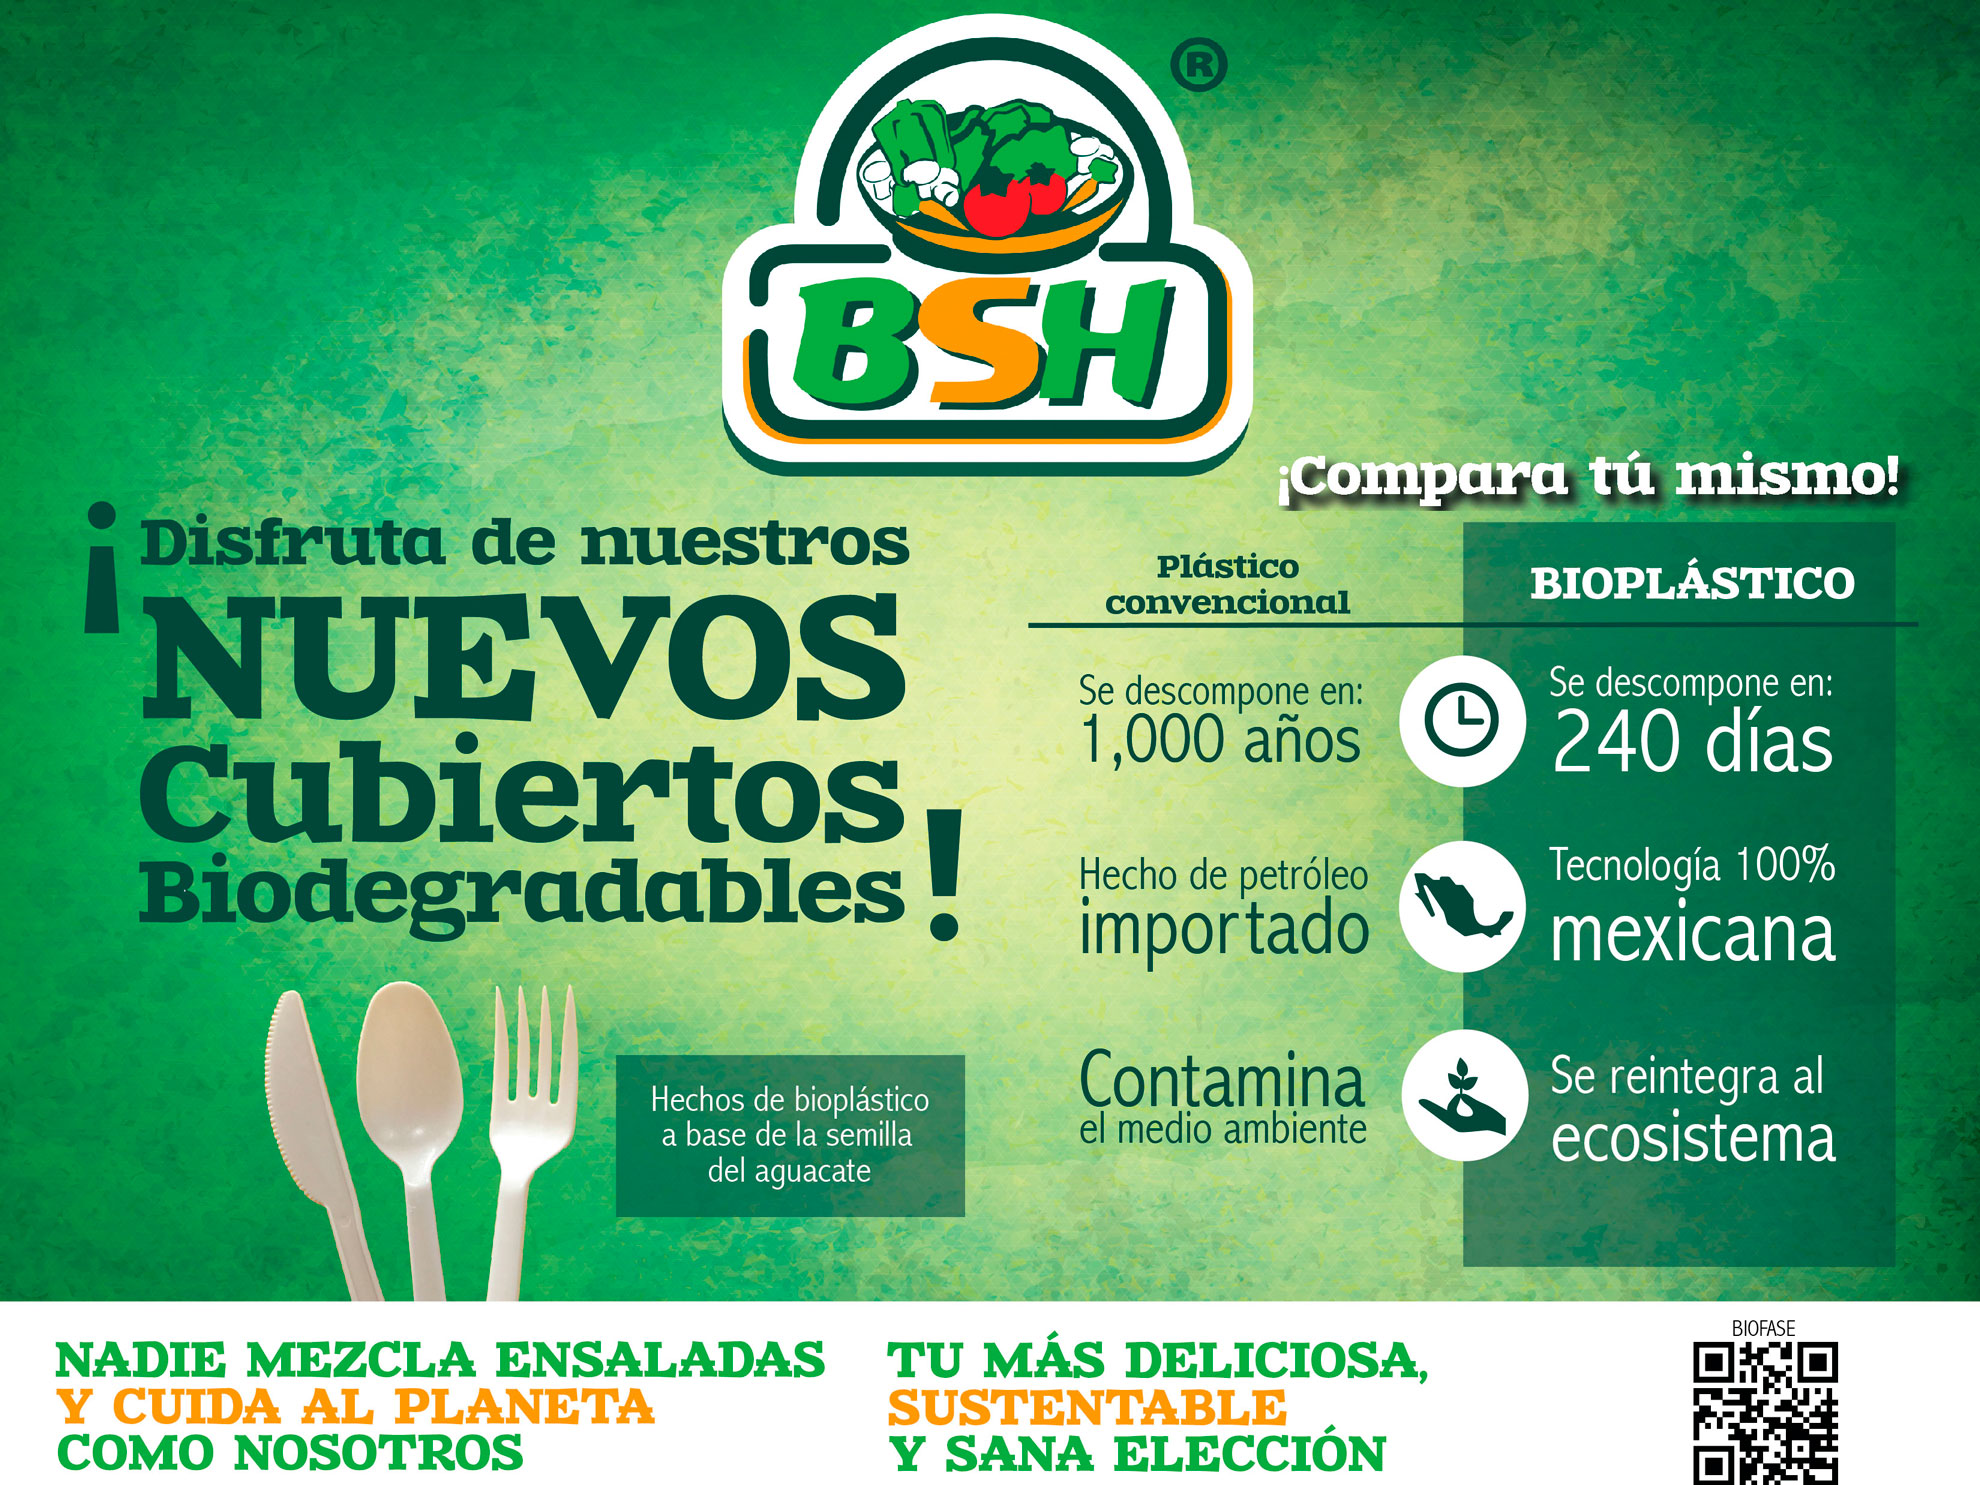 ®
BSH
¡Disfruta de nuestros
NUEVOS
Cubiertos
Biodegradables!
Hechos de bioplástico
a base de la semilla
del aguacate
¡Compara tú mismo!
Plástico
convencional
BIOPLÁSTICO
Se descompone en:
1,000 años
Se descompone en:
240 días
Hecho de petróleo
importado
Tecnología 100%
mexicana
Contamina
el medio ambiente
Se reintegra al
ecosistema
NADIE MEZCLA ENSALADAS
Y CUIDA AL PLANETA
COMO NOSOTROS
TU MÁS DELICIOSA,
SUSTENTABLE
Y SANA ELECCIÓN
BIOFASE